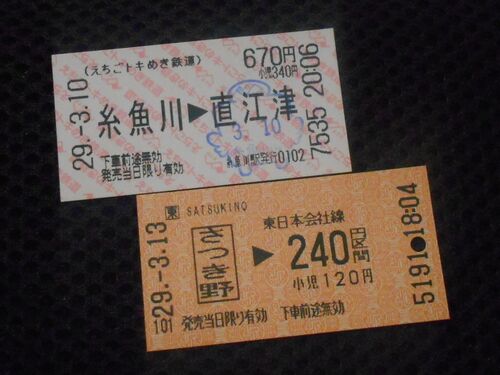 (えちごトキめき鉄道)
670円
小児340円
29.-3.10
糸魚川▶直江津
3.10
7535 20:06
下車前途無効
発売当日限り有効
糸魚川駅発行0102
東 SATSUKINO
さつき野
東日本会社線
▶240円区間
小児120円
29.-3.13
101
5191●18:04
発売当日限り有効 下車前途無効